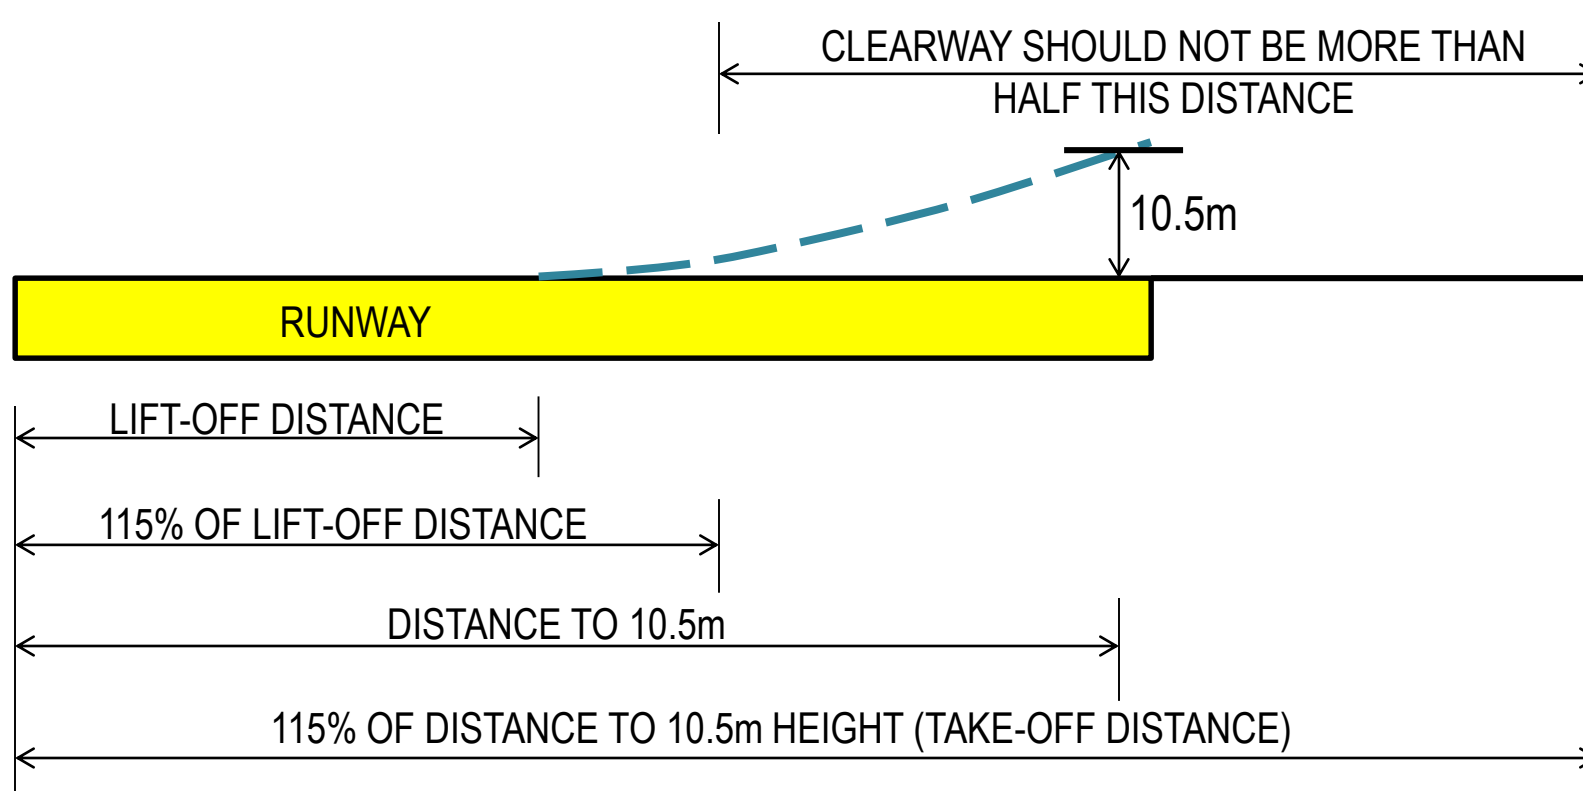 CLEARWAY SHOULD NOT BE MORE THAN
HALF THIS DISTANCE
10.5m
RUNWAY
LIFT-OFF DISTANCE
115% OF LIFT-OFF DISTANCE
DISTANCE TO 10.5m
115% OF DISTANCE TO 10.5m HEIGHT (TAKE-OFF DISTANCE)